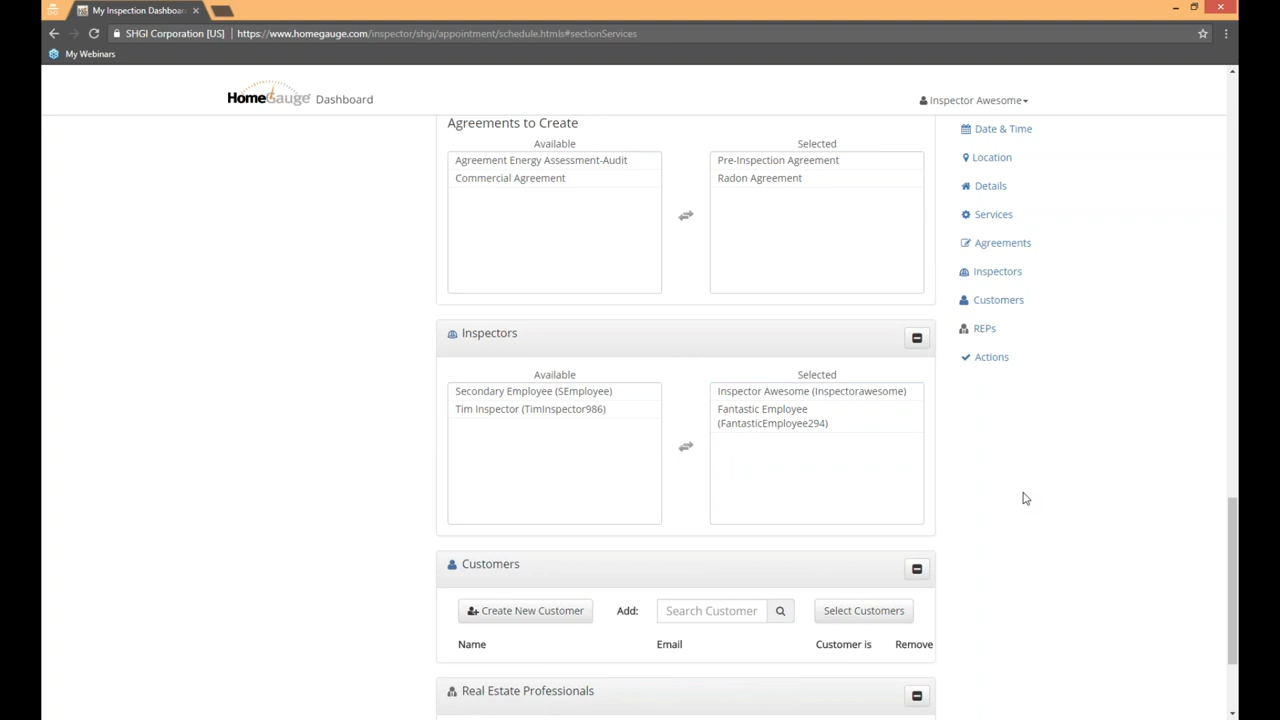 My Inspection Dashboa
SHGI Corporation [US] https://www.homegauge.com/inspector/shgi/appointment/schedule.htmls#sectionServices
My Webinars
HomeGauge Dashboard
Inspector Awesome
Agreements to Create
Available
Selected
Agreement Energy Assessment-Audit
Commercial Agreement
Pre-Inspection Agreement
Radon Agreement
Date & Time
Location
Details
Services
Agreements
Inspectors
Customers
REPs
Actions
Inspectors
Available
Selected
Secondary Employee (SEmployee)
Tim Inspector (TimInspector986)
Inspector Awesome (Inspectorawesome)
Fantastic Employee
(FantasticEmployee294)
Customers
Create New Customer
Add:
Search Customer
Select Customers
Name
Email
Customer is
Remove
Real Estate Professionals